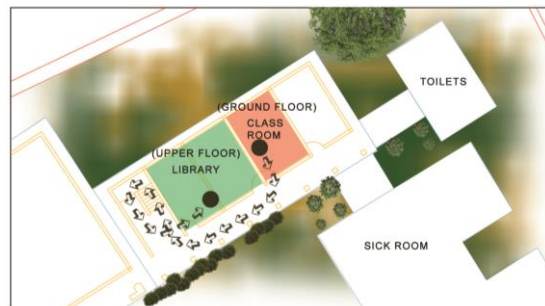 TOILETS
(GROUND FLOOR)
CLASS
ROOM
(UPPER FLOOR)
LIBRARY
SICK ROOM